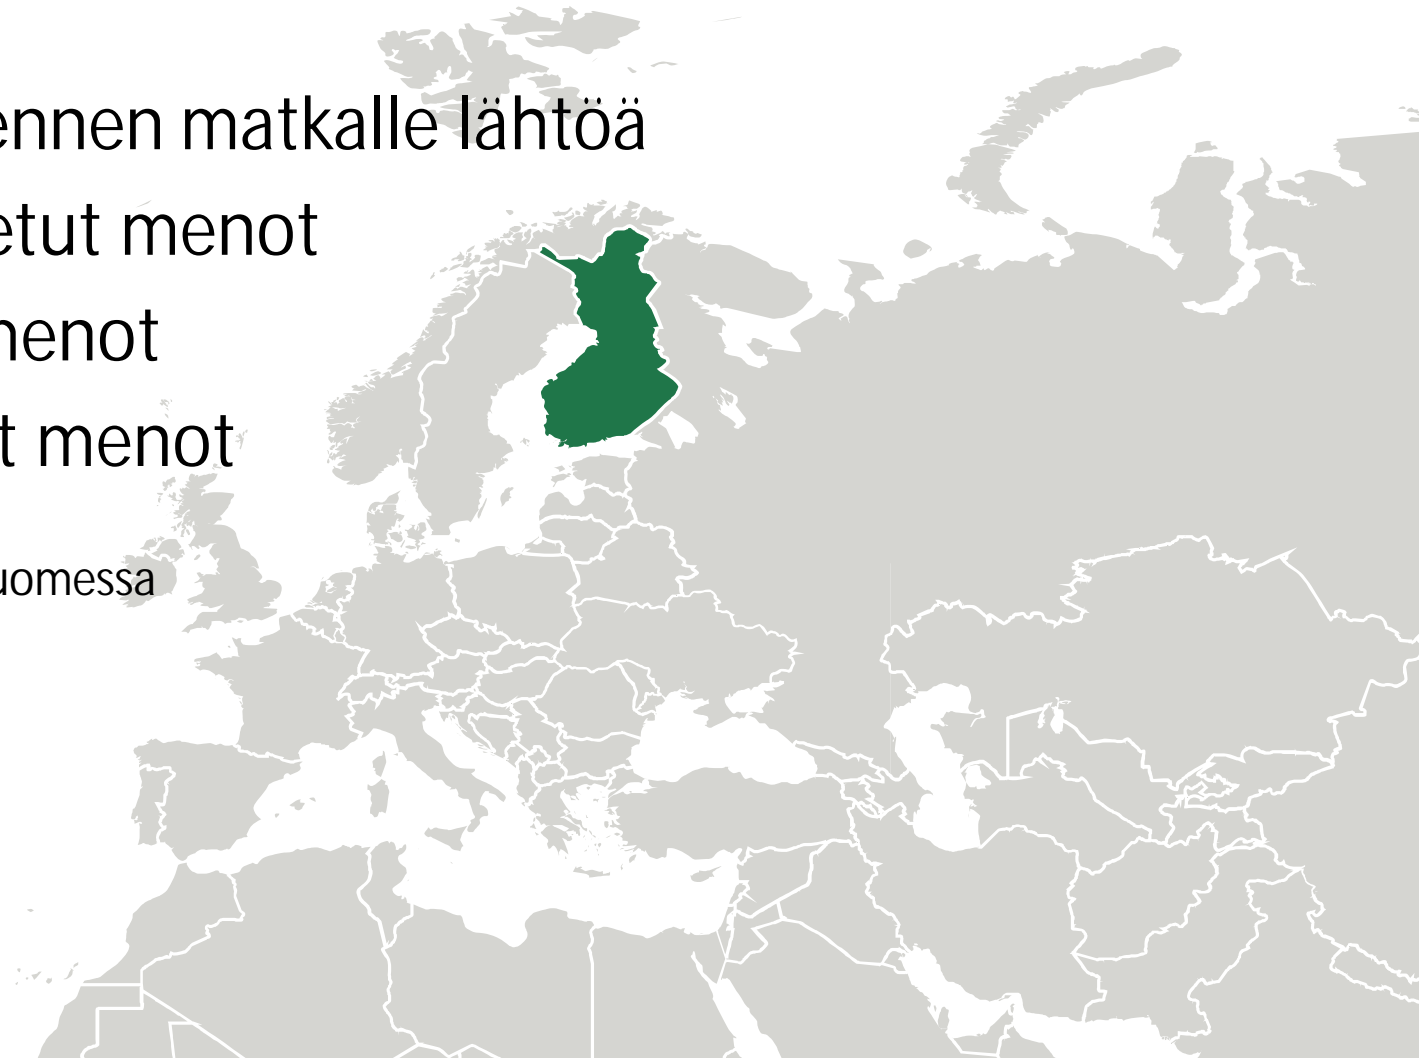 ennen matkalle lähtöä
etut menot
menot
t menot
uomessa